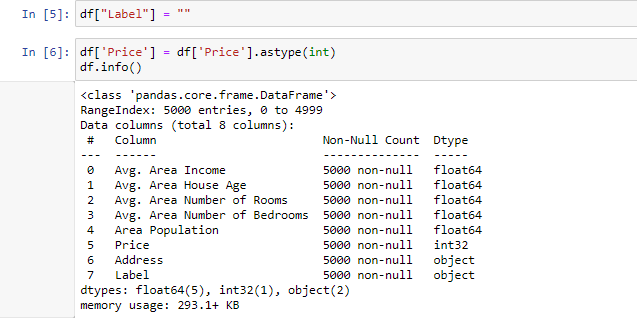 In [5]: df["Label"] = ""
In [6]: df['Price'] = df['Price'].astype(int)
df.info()
<class 'pandas.core.frame.DataFrame'>
RangeIndex: 5000 entries, 0 to 4999
Data columns (total 8 columns):
# Column Non-Null Count Dtype
--- ------ -------------- -----
0 Avg. Area Income 5000 non-null float64
1 Avg. Area House Age 5000 non-null float64
2 Avg. Area Number of Rooms 5000 non-null float64
3 Avg. Area Number of Bedrooms 5000 non-null float64
4 Area Population 5000 non-null float64
5 Price 5000 non-null int32
6 Address 5000 non-null object
7 Label 5000 non-null object
dtypes: float64(5), int32(1), object(2)
memory usage: 293.1+ KB